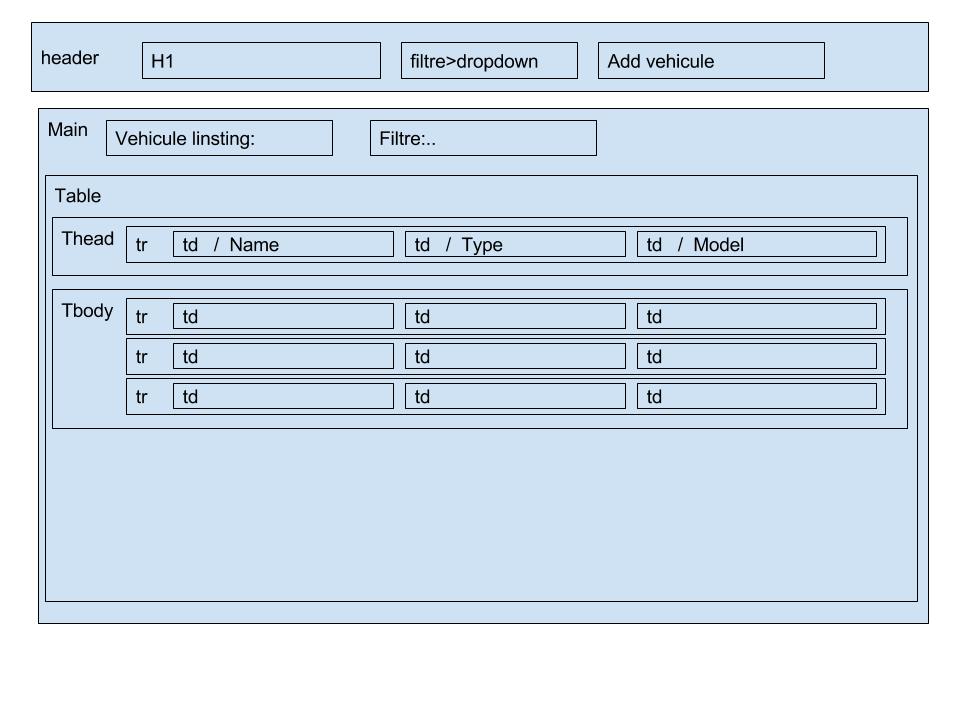 header
H1
filtre>dropdown
Add vehicule
Main
Vehicule linsting:
Filtre:..
Table
Thead
tr
td / Name
td / Type
td / Model
Tbody
tr
td
td
td
tr
td
td
td
tr
td
td
td